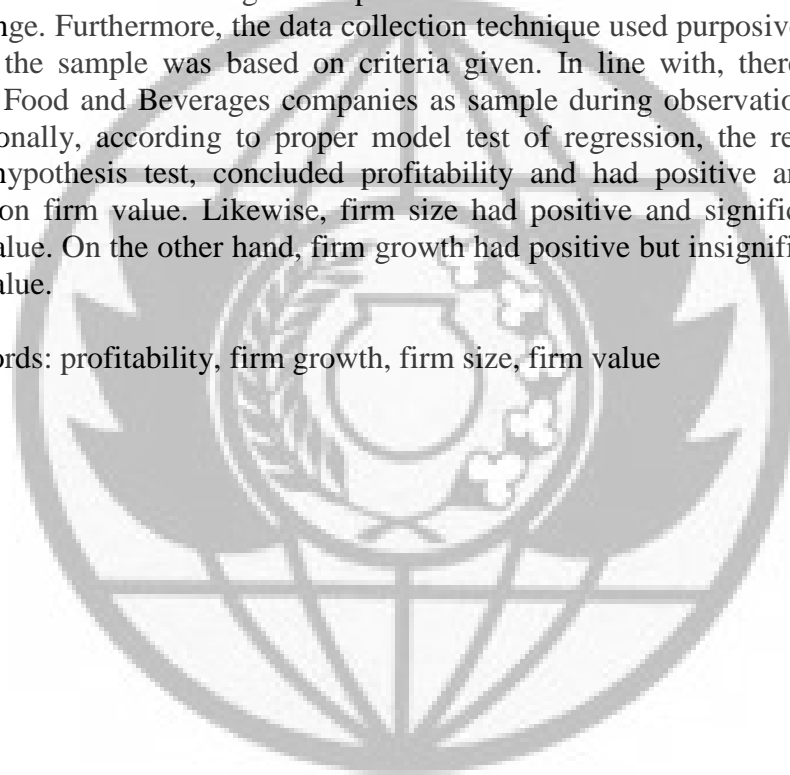 nge. Furthermore, the data collection technique used purposiv
the sample was based on criteria given. In line with, there
Food and Beverages companies as sample during observatio
onally, according to proper model test of regression, the re
hypothesis test, concluded profitability and had positive an
on firm value. Likewise, firm size had positive and signific
alue. On the other hand, firm growth had positive but insignifi
alue.
ords: profitability, firm growth, firm size, firm value